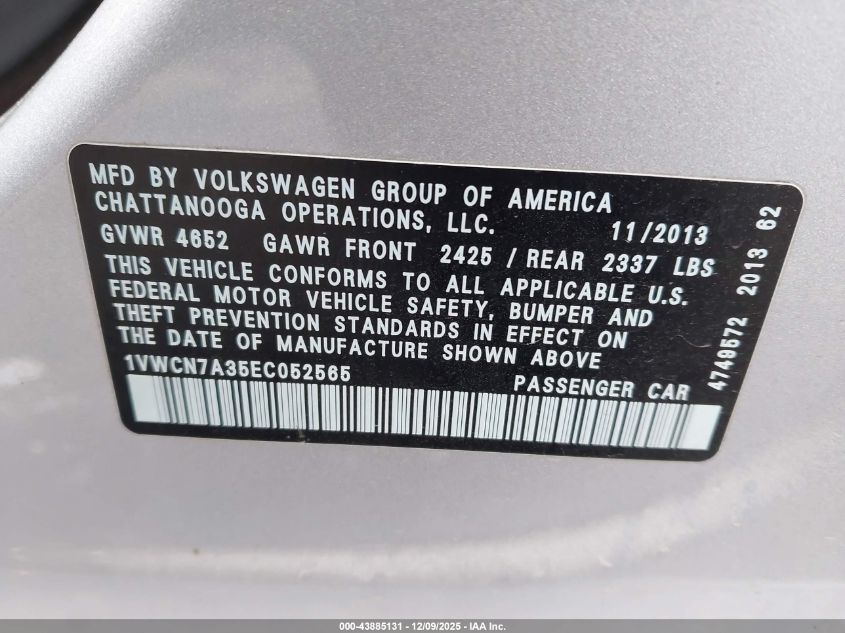 MFD BY VOLKSWAGEN GROUP OF AMERICA
CHATTANOOGA OPERATIONS, LLC. 11/2013
GVWR 4652 GAWR FRONT 2425 / REAR 2337 LBS
THIS VEHICLE CONFORMS TO ALL APPLICABLE U.S.
FEDERAL MOTOR VEHICLE SAFETY, BUMPER AND
THEFT PREVENTION STANDARDS IN EFFECT ON
THE DATE OF MANUFACTURE SHOWN ABOVE
1VWCN7A35EC052565 PASSENGER CAR
4749572 2013 62
000-43885131 - 12/09/2025 - IAA Inc.